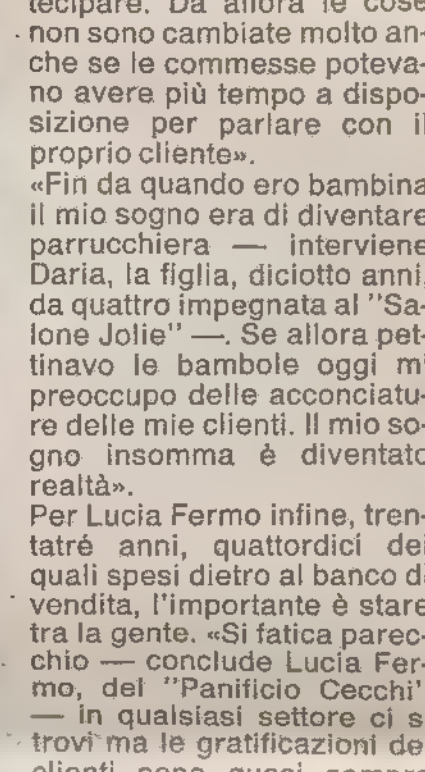 tecipare. Da allora le cose
non sono cambiate molto an-
che se le commesse poteva-
no avere più tempo a dispo-
sizione per parlare con il
proprio cliente».
«Fin da quando ero bambina
il mio sogno era di diventare
parrucchiera — interviene
Daria, la figlia, diciotto anni,
da quattro impegnata al "Sa-
lone Jolie" —. Se allora pet-
tinavo le bambole oggi mi
preoccupo delle acconciatu-
re delle mie clienti. Il mio so-
gno insomma è diventato
realtà».
Per Lucia Fermo infine, tren-
tatré anni, quattordici dei
quali spesi dietro al banco di
vendita, l'importante è stare
tra la gente. «Si fatica parec-
chio — conclude Lucia Fer-
mo, del "Panificio Cecchi"
— in qualsiasi settore ci si
trovi ma le gratificazioni dei
clienti sono quasi sempre